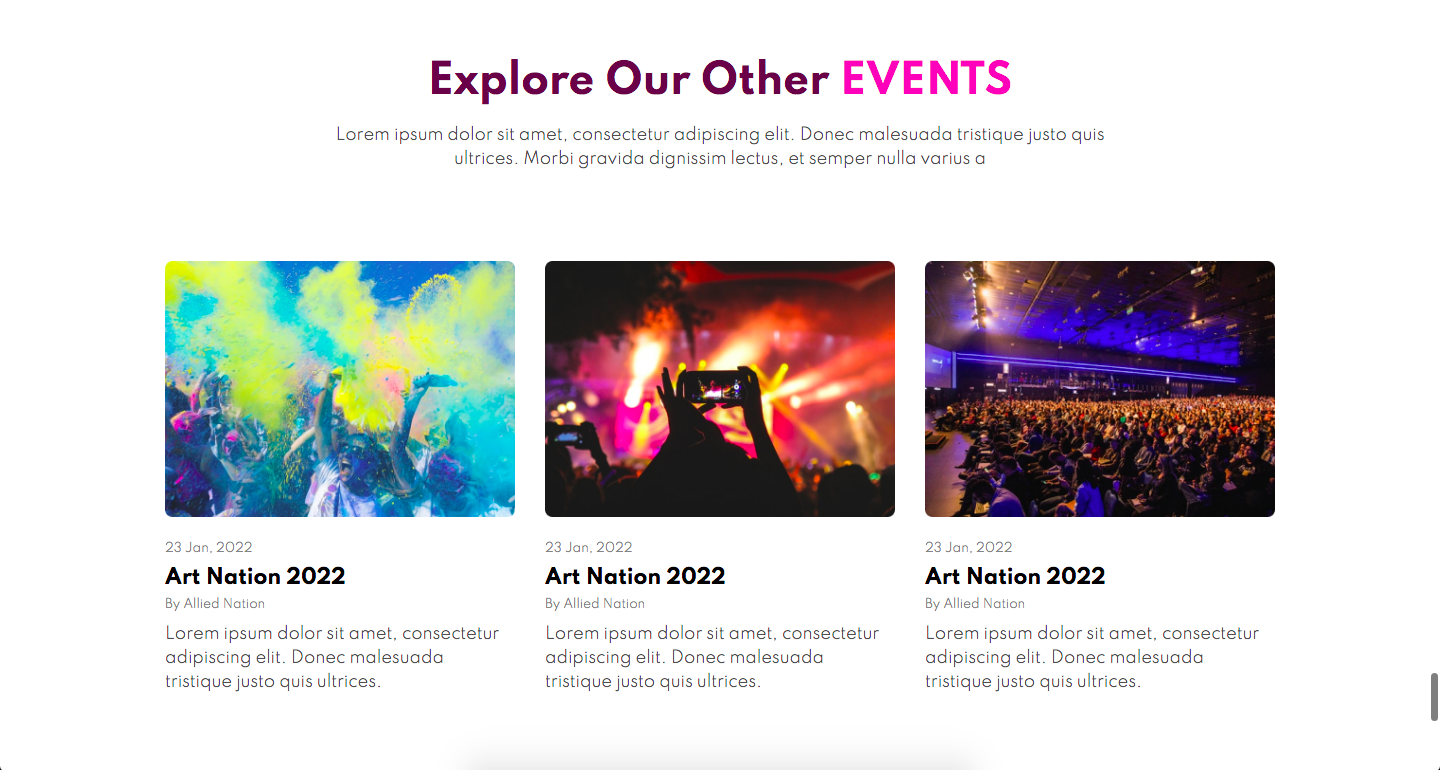 Explore Our Other EVENTS
Lorem ipsum dolor sit amet, consectetur adipiscing elit. Donec malesuada tristique justo quis
ultrices. Morbi gravida dignissim lectus, et semper nulla varius a
23 Jan, 2022
Art Nation 2022
By Allied Nation
Lorem ipsum dolor sit amet, consectetur
adipiscing elit. Donec malesuada
tristique justo quis ultrices.
23 Jan, 2022
Art Nation 2022
By Allied Nation
Lorem ipsum dolor sit amet, consectetur
adipiscing elit. Donec malesuada
tristique justo quis ultrices.
23 Jan, 2022
Art Nation 2022
By Allied Nation
Lorem ipsum dolor sit amet, consectetur
adipiscing elit. Donec malesuada
tristique justo quis ultrices.